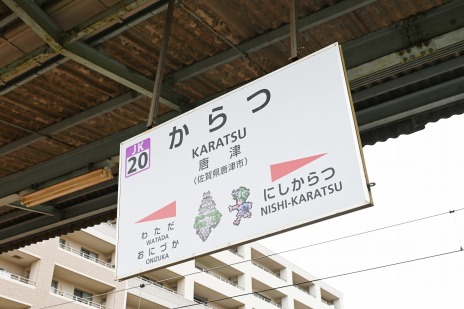 JK
20
からつ
KARATSU
唐津
(佐賀県唐津市)
にしからつ
NISHI-KARATSU
わただ
WATADA
おにづか
ONIZUKA